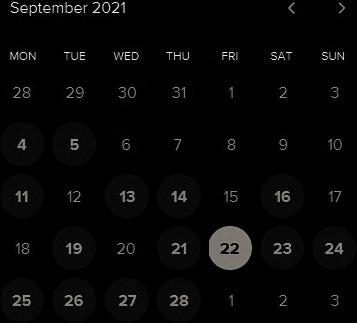 September 2021
MON TUE WED THU FRI SAT SUN
28 29 30 31 1 2 3
4 5 6 7 8 9 10
11 12 13 14 15 16 17
18 19 20 21 22 23 24
25 26 27 28 1 2 3